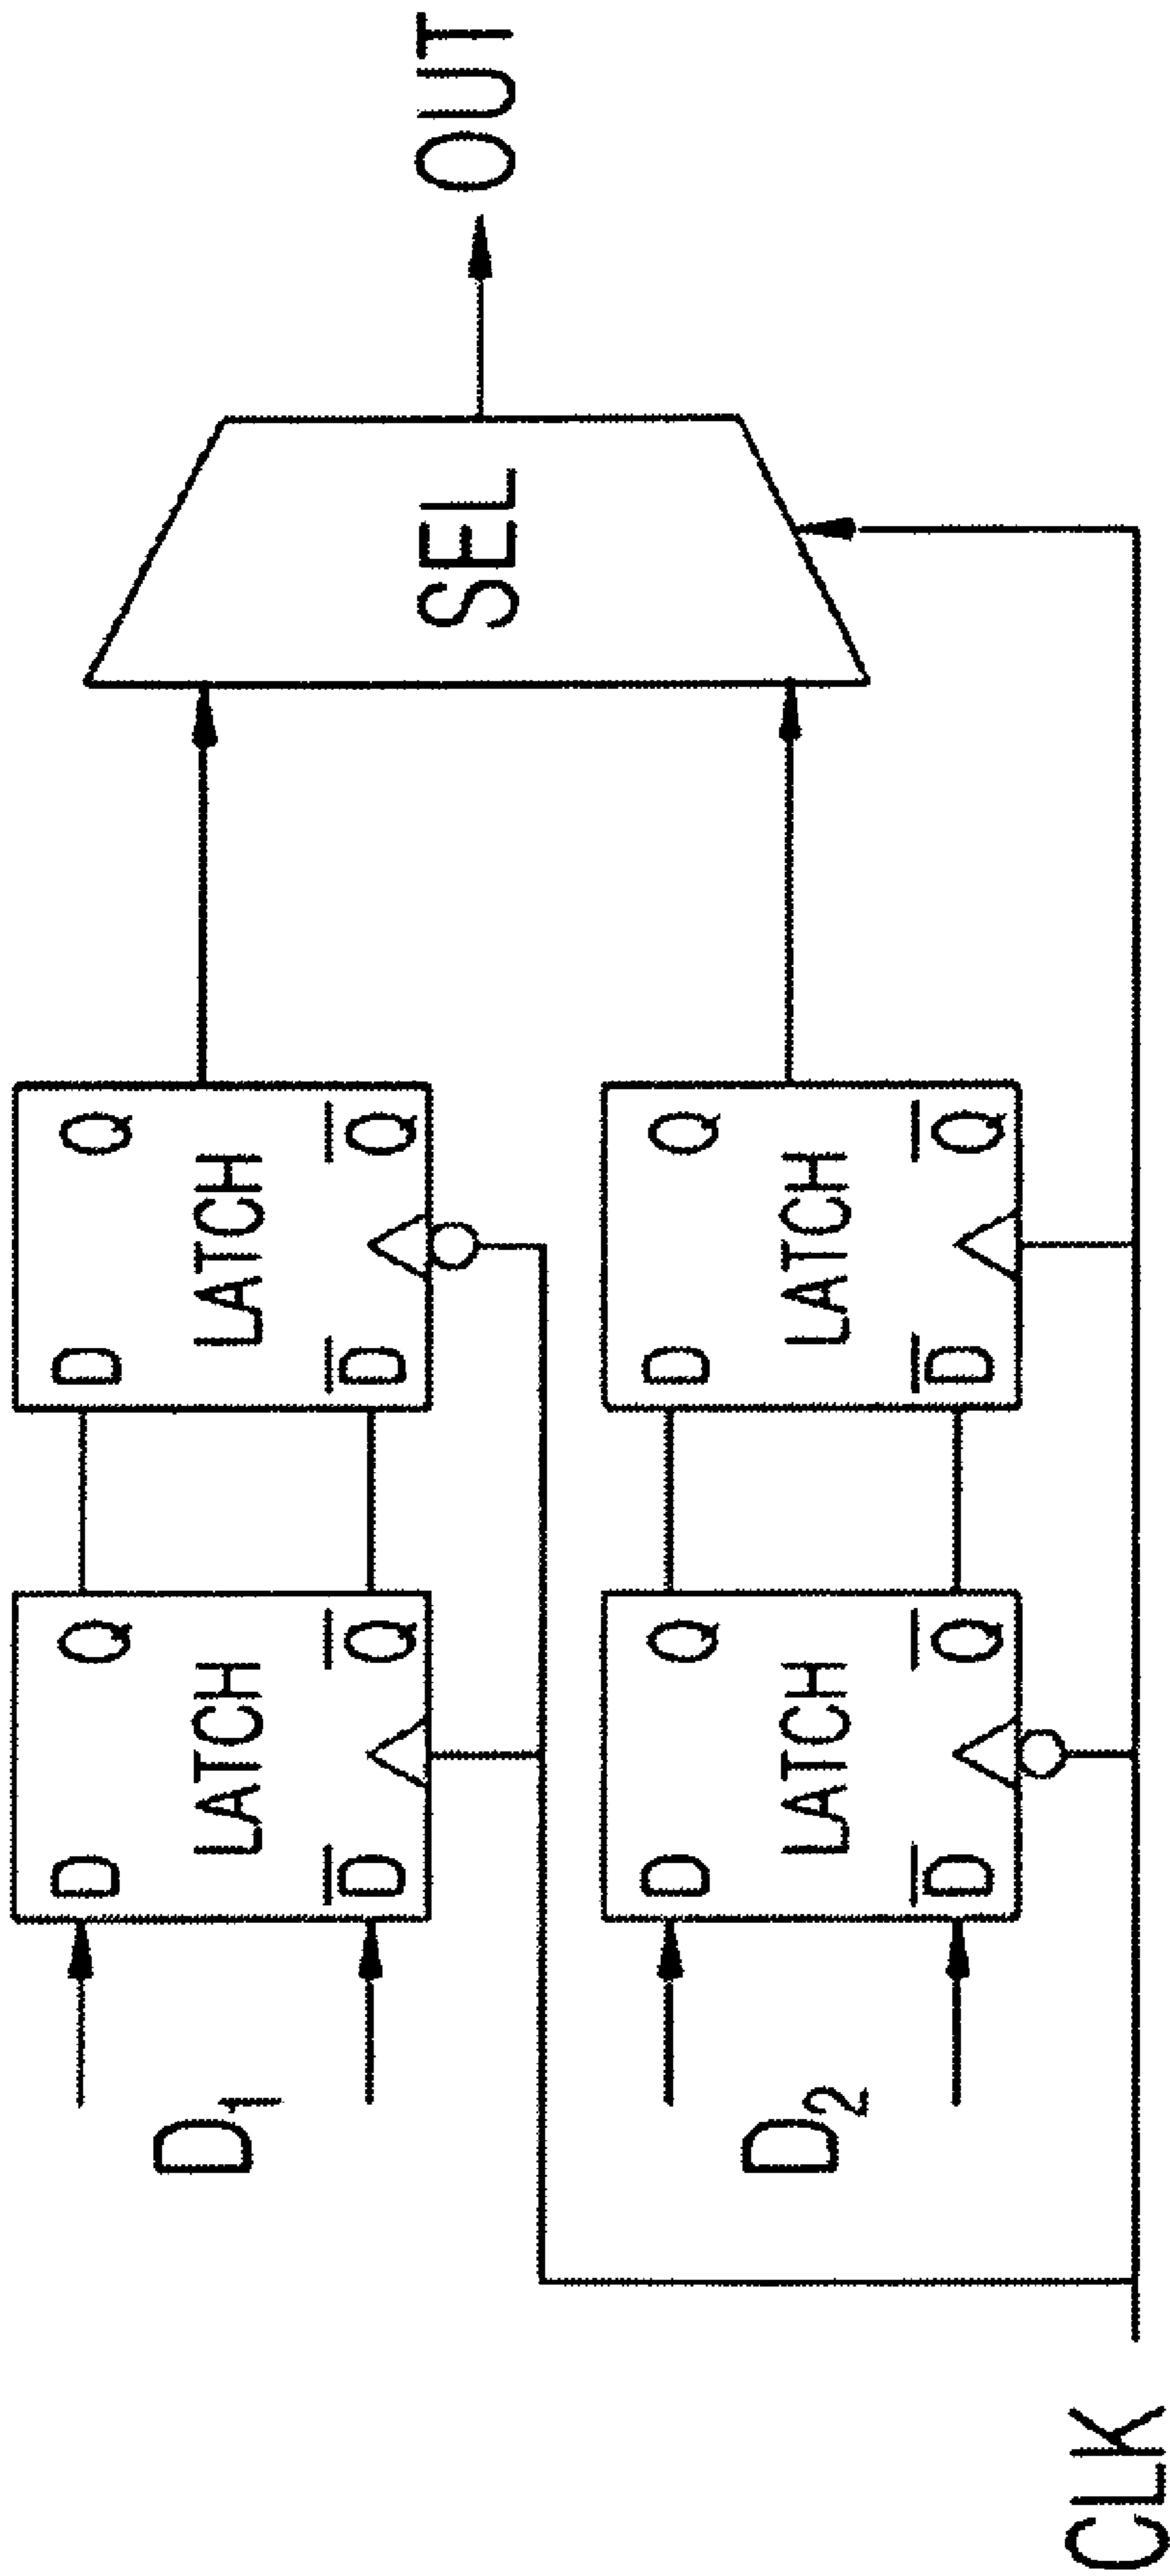 D₁
D Q
LATCH
D̅ Q̅
D Q
LATCH
D̅ Q̅
D₂
D Q
LATCH
D̅ Q̅
D Q
LATCH
D̅ Q̅
SEL
OUT
CLK